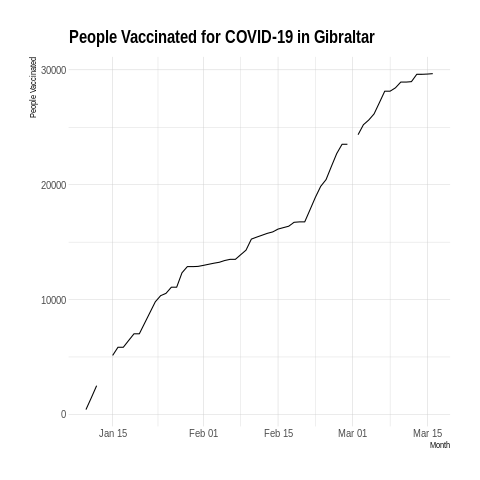 People Vaccinated for COVID-19 in Gibraltar
People Vaccinated
30000
20000
10000
0
Jan 15 Feb 01 Feb 15 Mar 01 Mar 15
Month